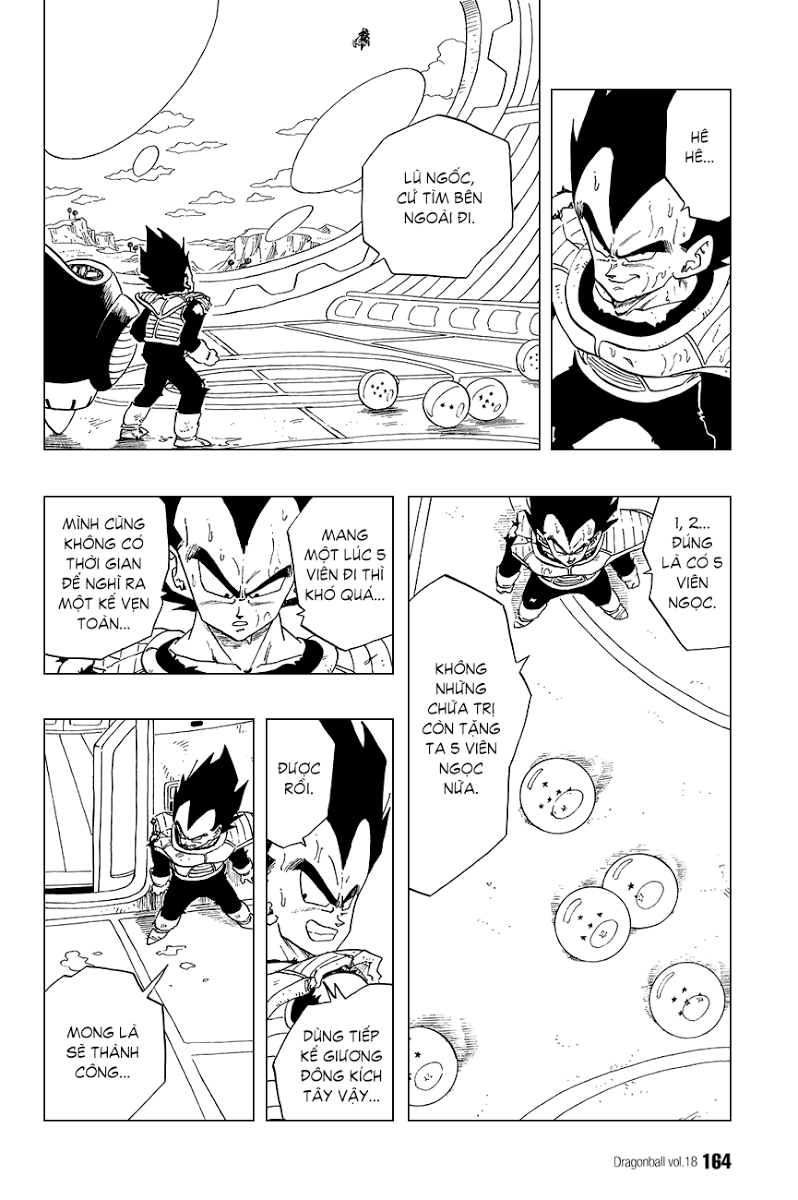 HÊ
HÊ...
LŨ NGỐC,
CỨ TÌM BÊN
NGOÀI ĐI.
1, 2...
ĐÚNG
LÀ CÓ 5
VIÊN
NGỌC.
KHÔNG
NHỮNG
CHỮA TRỊ
CÒN TẶNG
TA 5 VIÊN
NGỌC
NỮA.
MANG
MỘT LÚC 5
VIÊN ĐI THÌ
KHÓ QUÁ...
MÌNH CŨNG
KHÔNG CÓ
THỜI GIAN
ĐỂ NGHĨ RA
MỘT KẾ VẸN
TOÀN...
ĐƯỢC
RỒI.
DÙNG TIẾP
KẾ GIƯƠNG
ĐÔNG KÍCH
TÂY VẬY...
MONG LÀ
SẼ THÀNH
CÔNG...
Dragonball vol.18 164